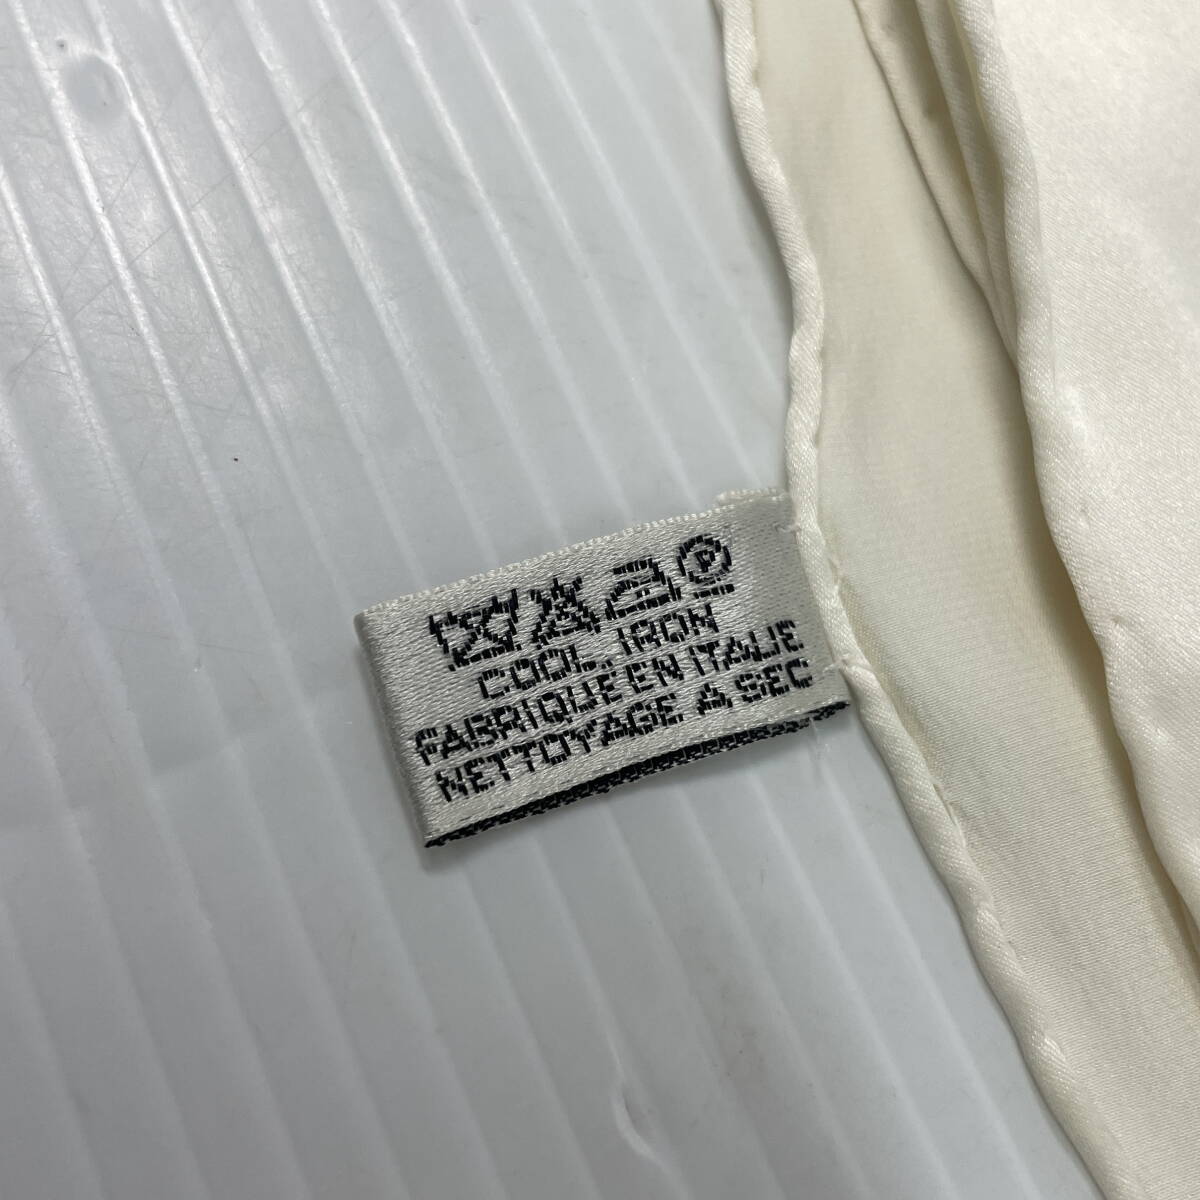 P
COOL IRON
FABRIQUE EN ITALIE
NETTOYAGE A SEC